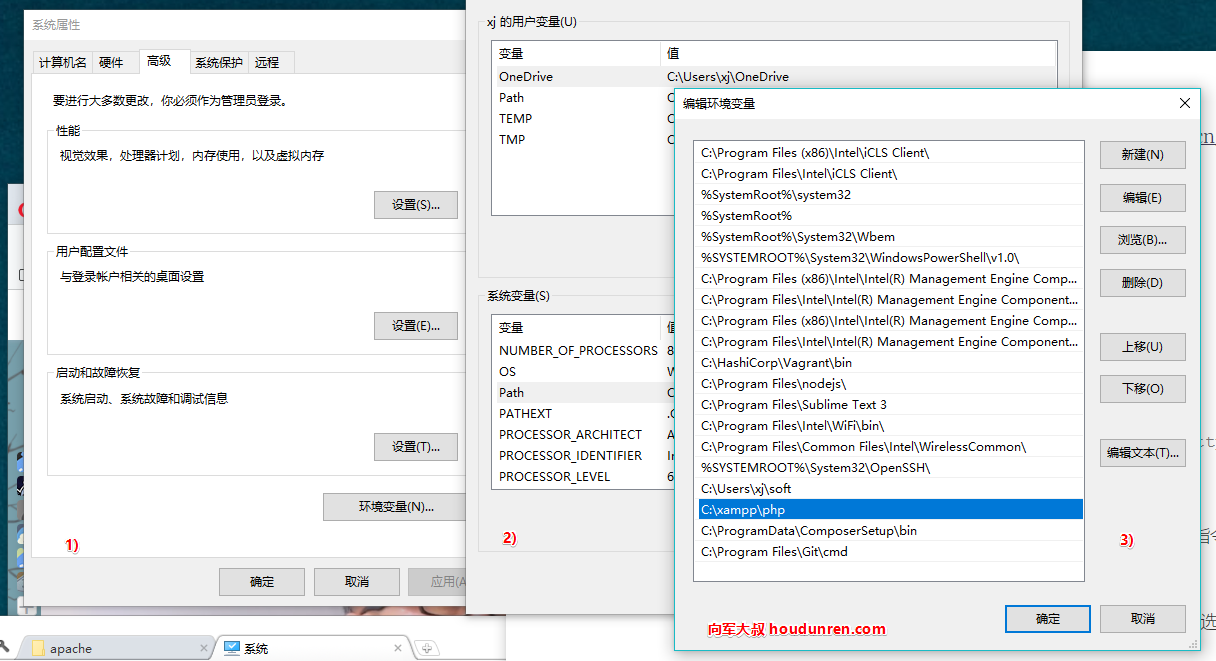 系统属性
计算机名
硬件
高级
系统保护
远程
要进行大多数更改，你必须作为管理员登录。
性能
视觉效果，处理器计划，内存使用，以及虚拟内存
设置(S)...
用户配置文件
与登录帐户相关的桌面设置
设置(E)...
启动和故障恢复
系统启动、系统故障和调试信息
设置(T)...
环境变量(N)...
1)
确定
取消
应用(A
apache
系统
xj 的用户变量(U)
变量
值
OneDrive
C:\Users\xj\OneDrive
Path
C
TEMP
C
TMP
C
系统变量(S)
变量
值
NUMBER_OF_PROCESSORS
8
OS
W
Path
C
PATHEXT
.C
PROCESSOR_ARCHITECT
A
PROCESSOR_IDENTIFIER
In
PROCESSOR_LEVEL
6
2)
编辑环境变量
C:\Program Files (x86)\Intel\iCLS Client\
C:\Program Files\Intel\iCLS Client\
%SystemRoot%\system32
%SystemRoot%
%SystemRoot%\System32\Wbem
%SYSTEMROOT%\System32\WindowsPowerShell\v1.0\
C:\Program Files (x86)\Intel\Intel(R) Management Engine Comp...
C:\Program Files\Intel\Intel(R) Management Engine Component...
C:\Program Files (x86)\Intel\Intel(R) Management Engine Comp...
C:\Program Files\Intel\Intel(R) Management Engine Component...
C:\HashiCorp\Vagrant\bin
C:\Program Files\nodejs\
C:\Program Files\Sublime Text 3
C:\Program Files\Intel\WiFi\bin\
C:\Program Files\Common Files\Intel\WirelessCommon\
%SYSTEMROOT%\System32\OpenSSH\
C:\Users\xj\soft
C:\xampp\php
C:\ProgramData\ComposerSetup\bin
C:\Program Files\Git\cmd
新建(N)
编辑(E)
浏览(B)...
删除(D)
上移(U)
下移(O)
编辑文本(T)...
3)
确定
取消
向军大叔 houdunren.com